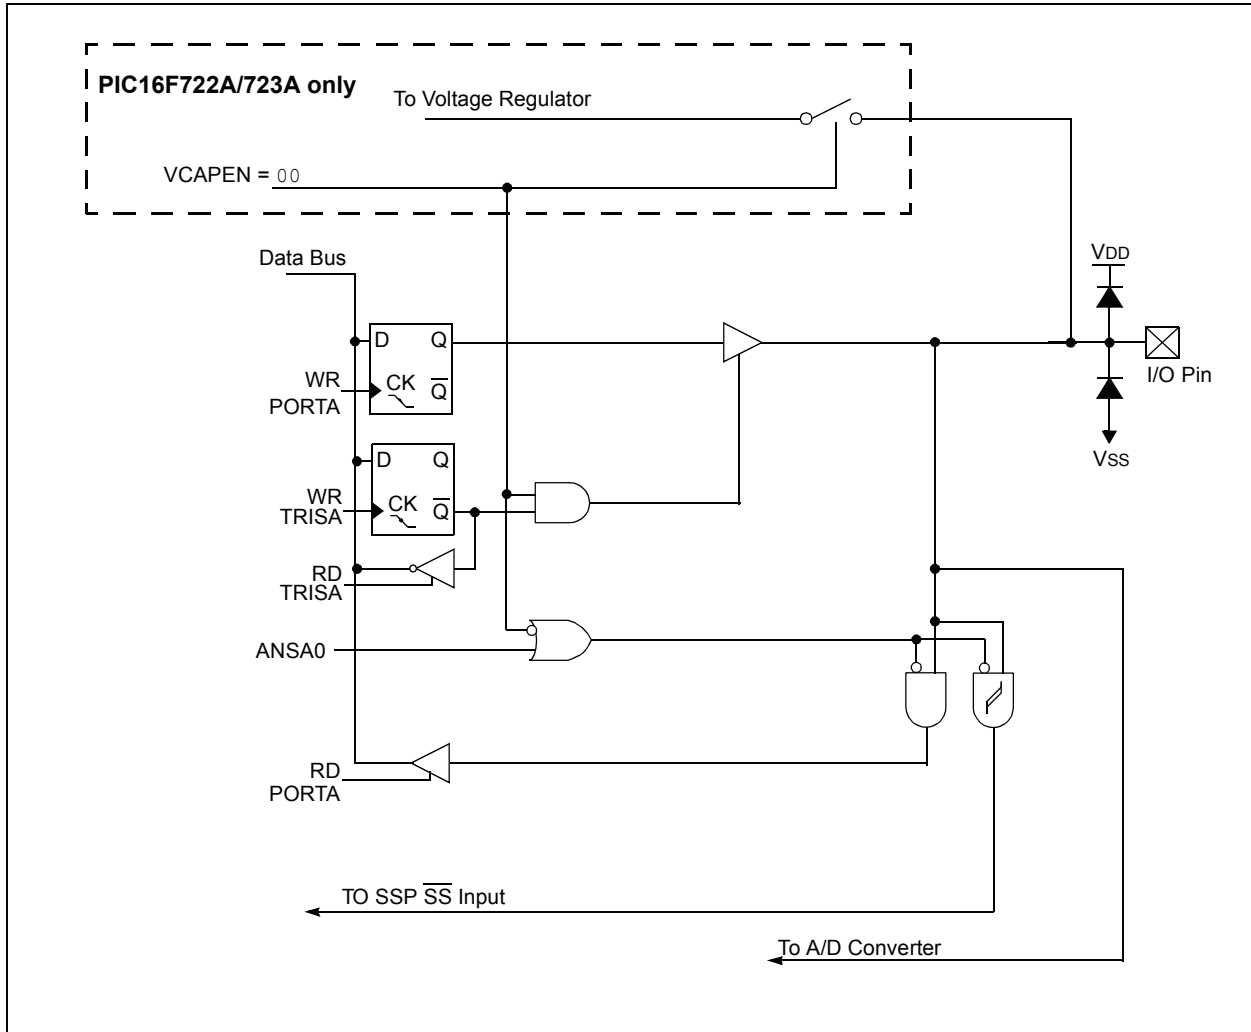 PIC16F722A/723A only
To Voltage Regulator
VCAPEN = 00
Data Bus
VDD
D Q
CK Q̅
WR
PORTA
I/O Pin
VSS
D Q
CK Q̅
WR
TRISA
RD
TRISA
ANSA0
RD
PORTA
TO SSP S̅S̅ Input
To A/D Converter